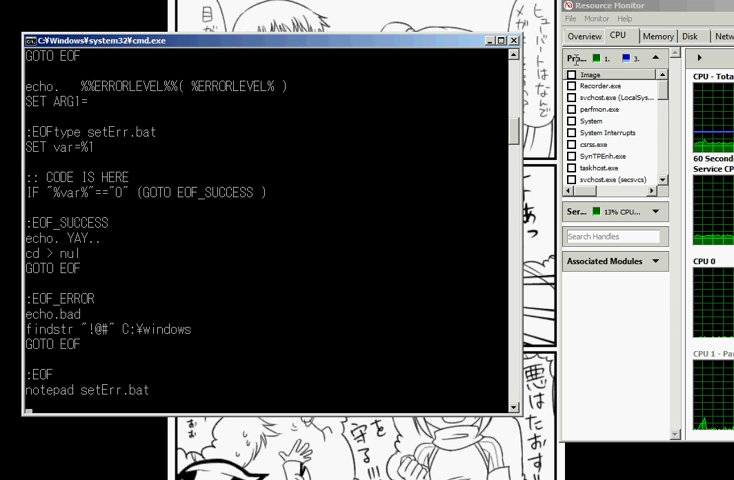 C:¥Windows¥system32¥cmd.exe
GOTO EOF
echo.   %%ERRORLEVEL%%( %ERRORLEVEL% )
SET ARG1=
:EOFtype setErr.bat
SET var=%1
:: CODE IS HERE
IF "%var%"=="0" (GOTO EOF_SUCCESS )
:EOF_SUCCESS
echo. YAY..
cd > nul
GOTO EOF
:EOF_ERROR
echo.bad
findstr "!@#" C:¥windows
GOTO EOF
:EOF
notepad setErr.bat
目が
ヒューバートはなんで
悪はたおす
を守る!!!
Resource Monitor
File Monitor Help
Overview CPU Memory Disk Netw
Pro... 1. 3.
Image
Recorder.exe
svchost.exe (LocalSys...
perfmon.exe
System
System Interrupts
csrss.exe
SynTPEnh.exe
taskhost.exe
svchost.exe (secsvcs)
Ser... 13% CPU...
Search Handles
Associated Modules
CPU - Tota
60 Second
Service CP
CPU 0
CPU 1 - Pa